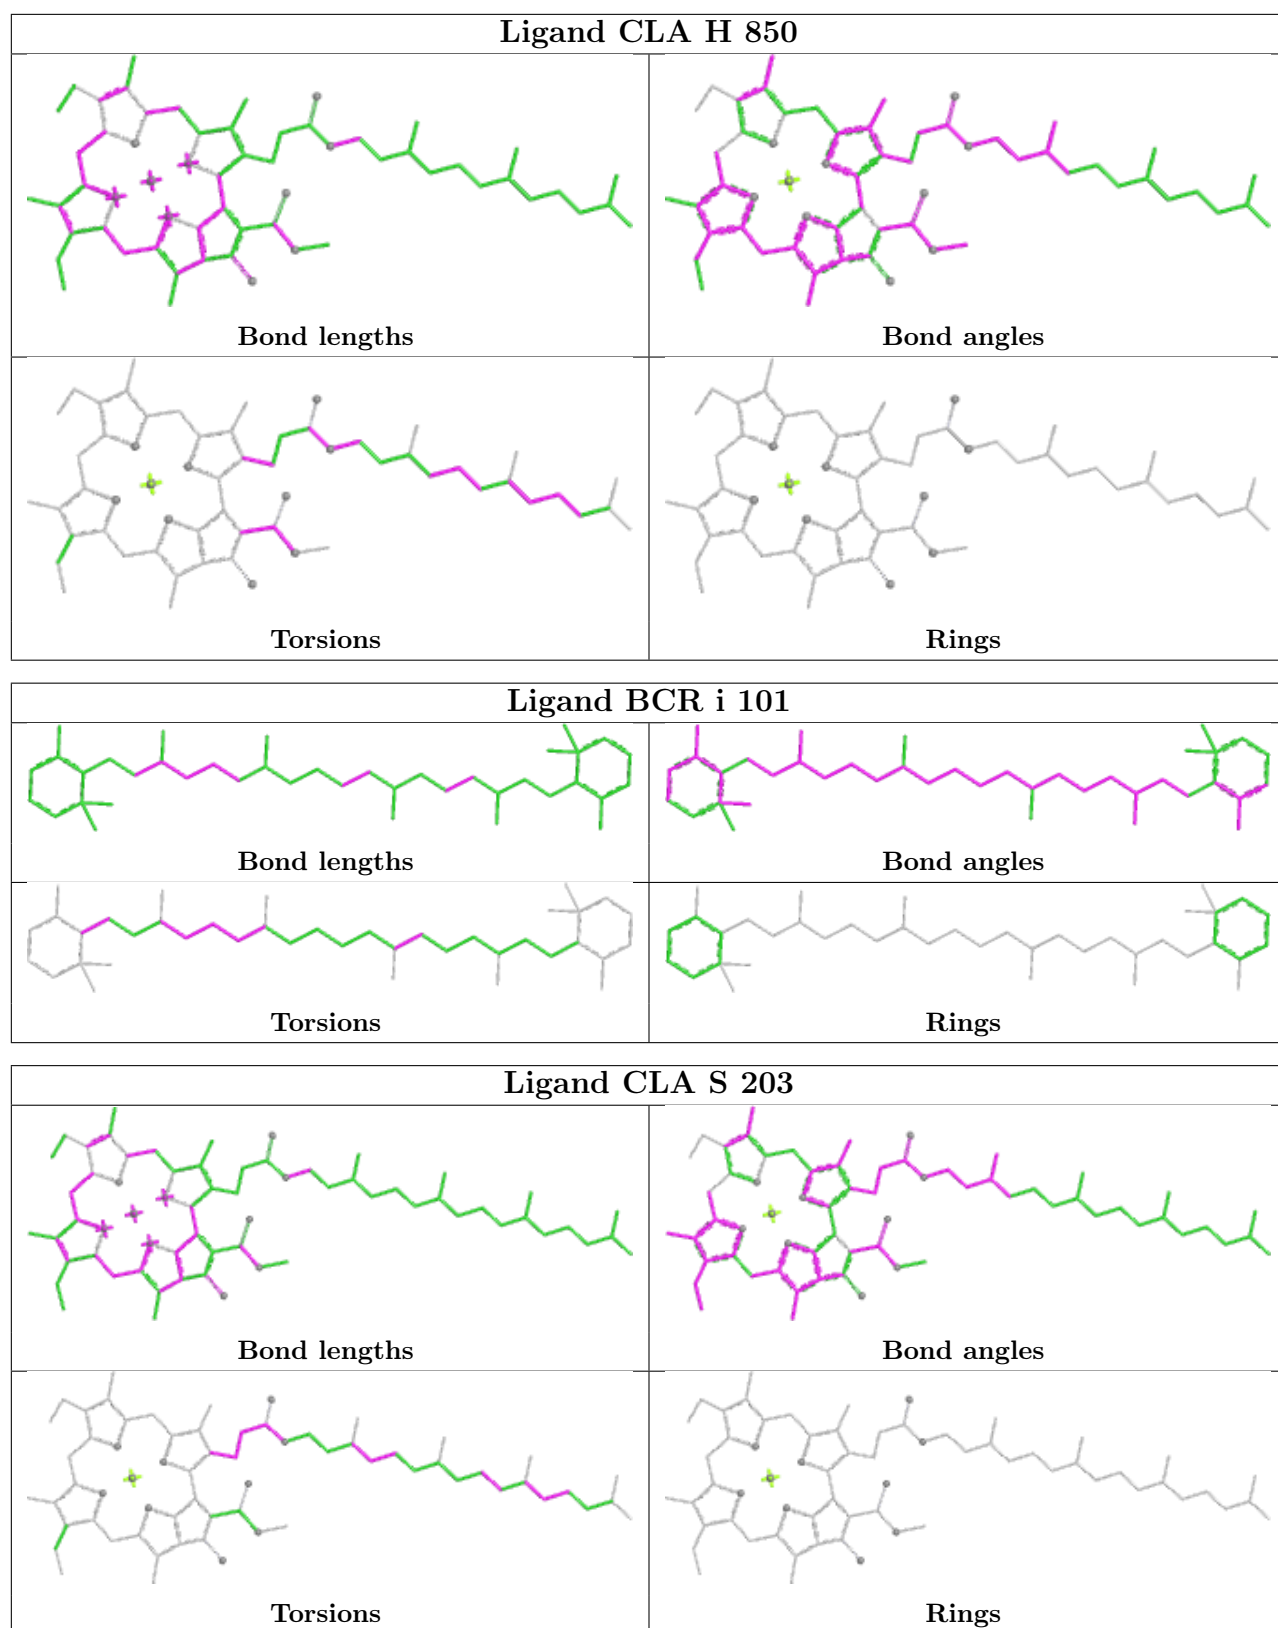 Ligand CLA H 850
Bond lengths
Bond angles
Torsions
Rings
Ligand BCR i 101
Bond lengths
Bond angles
Torsions
Rings
Ligand CLA S 203
Bond lengths
Bond angles
Torsions
Rings